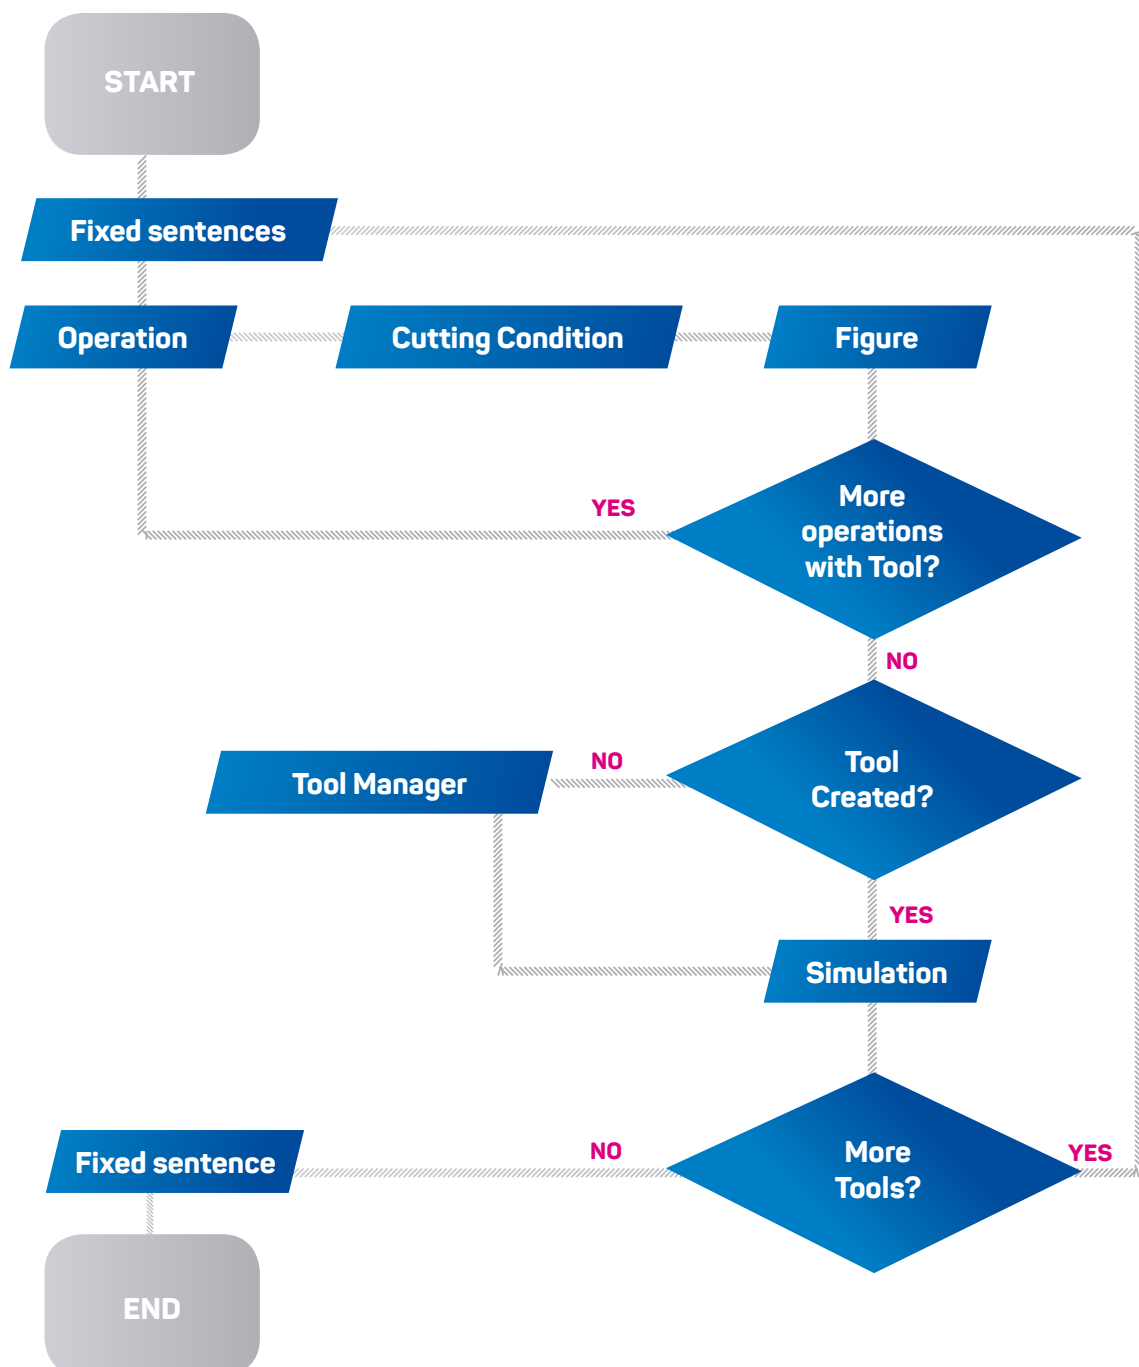 START
Fixed sentences
Operation
Cutting Condition
Figure
YES
More
operations
with Tool?
NO
Tool Manager
NO
Tool
Created?
YES
Simulation
Fixed sentence
NO
More
Tools?
YES
END